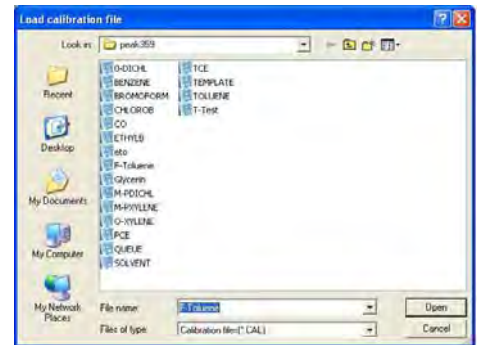 Load calibration file
Look in: peak359
Recent
Desktop
My Documents
My Computer
My Network Places
O-DICHL
BENZENE
BROMOFORM
CHLOROB
CO
ETHYLB
eto
F-Toluene
Glycerin
M-PDICHL
M-PXYLENE
O-XYLENE
PCE
QUEUE
SOLVENT
TCE
TEMPLATE
TOLUENE
T-Test
File name: F-Toluene
Open
Files of type: Calibration files(*.CAL)
Cancel